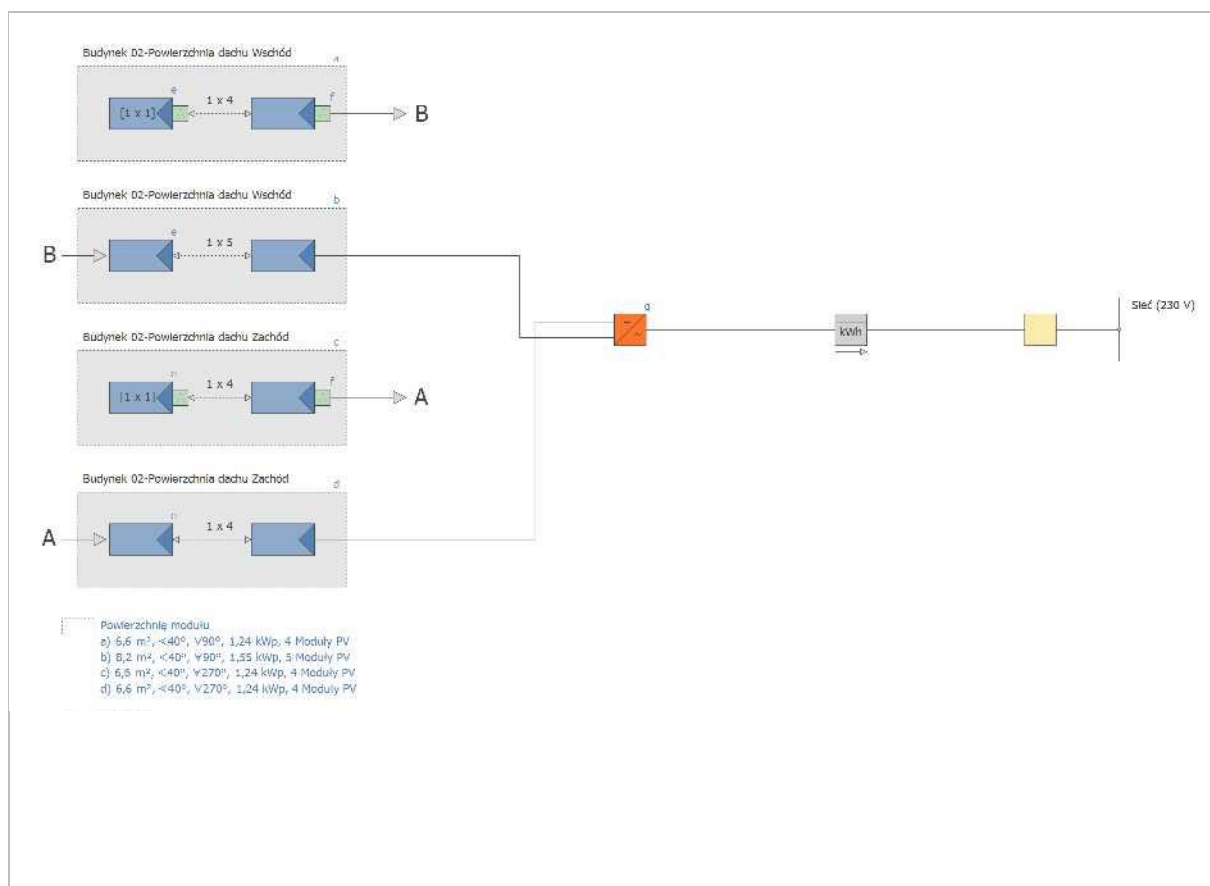 Budynek 02-Powierzchnia dachu Wschód
a
e
[1 x 1]
1 x 4
f
B
Budynek 02-Powierzchnia dachu Wschód
b
B
e
1 x 5
g
Sieć (230 V)
kWh
Budynek 02-Powierzchnia dachu Zachód
c
[1 x 1]
1 x 4
f
A
Budynek 02-Powierzchnia dachu Zachód
d
A
1 x 4
Powierzchnię modułu
a) 6,6 m², <40°, ∀90°, 1,24 kWp, 4 Moduły PV
b) 8,2 m², <40°, ∀90°, 1,55 kWp, 5 Moduły PV
c) 6,6 m², <40°, ∀270°, 1,24 kWp, 4 Moduły PV
d) 6,6 m², <40°, ∀270°, 1,24 kWp, 4 Moduły PV